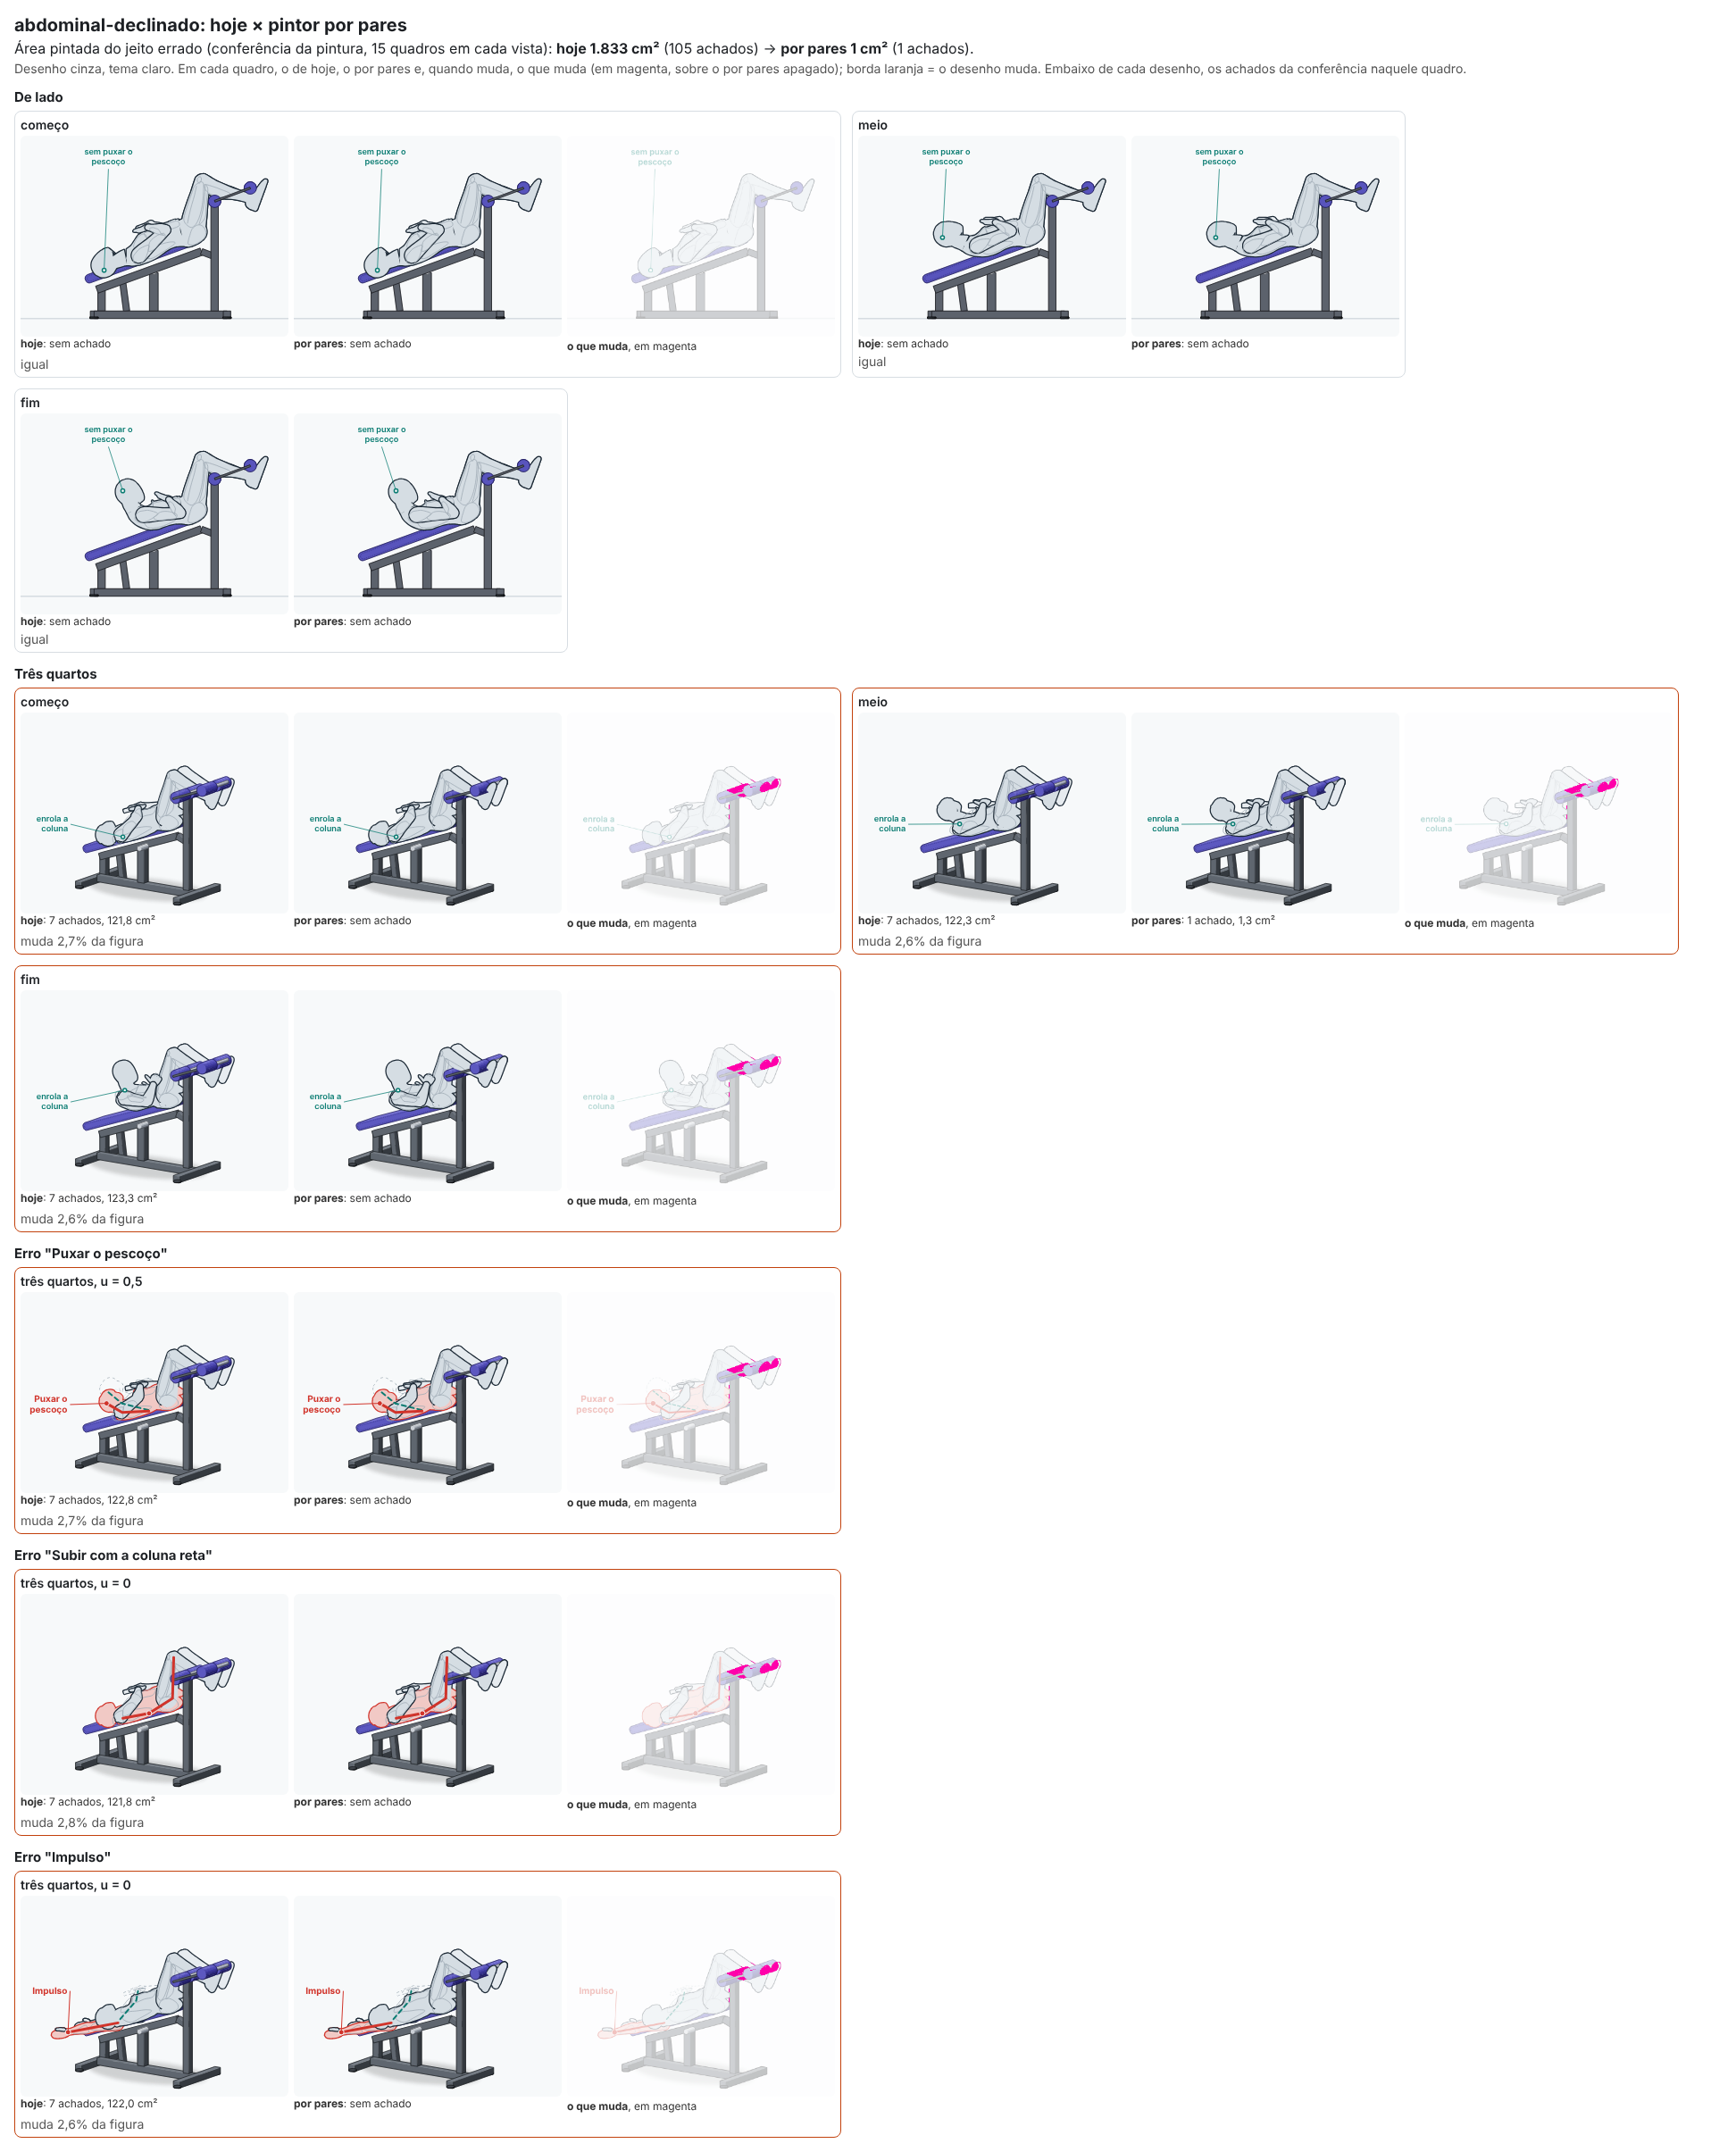 abdominal-declinado: hoje × pintor por pares
Área pintada do jeito errado (conferência da pintura, 15 quadros em cada vista): hoje 1.833 cm² (105 achados) → por pares 1 cm² (1 achados).
Desenho cinza, tema claro. Em cada quadro, o de hoje, o por pares e, quando muda, o que muda (em magenta, sobre o por pares apagado); borda laranja = o desenho muda. Embaixo de cada desenho, os achados da conferência naquele quadro.
De lado
começo
sem puxar o
pescoço
sem puxar o
pescoço
sem puxar o
pescoço
hoje: sem achado
por pares: sem achado
o que muda, em magenta
igual
meio
sem puxar o
pescoço
sem puxar o
pescoço
hoje: sem achado
por pares: sem achado
igual
fim
sem puxar o
pescoço
sem puxar o
pescoço
hoje: sem achado
por pares: sem achado
igual
Três quartos
começo
enrola a
coluna
enrola a
coluna
enrola a
coluna
hoje: 7 achados, 121,8 cm²
por pares: sem achado
o que muda, em magenta
muda 2,7% da figura
meio
enrola a
coluna
enrola a
coluna
enrola a
coluna
hoje: 7 achados, 122,3 cm²
por pares: 1 achado, 1,3 cm²
o que muda, em magenta
muda 2,6% da figura
fim
enrola a
coluna
enrola a
coluna
enrola a
coluna
hoje: 7 achados, 123,3 cm²
por pares: sem achado
o que muda, em magenta
muda 2,6% da figura
Erro "Puxar o pescoço"
três quartos, u = 0,5
Puxar o
pescoço
Puxar o
pescoço
Puxar o
pescoço
hoje: 7 achados, 122,8 cm²
por pares: sem achado
o que muda, em magenta
muda 2,7% da figura
Erro "Subir com a coluna reta"
três quartos, u = 0
hoje: 7 achados, 121,8 cm²
por pares: sem achado
o que muda, em magenta
muda 2,8% da figura
Erro "Impulso"
três quartos, u = 0
Impulso
Impulso
Impulso
hoje: 7 achados, 122,0 cm²
por pares: sem achado
o que muda, em magenta
muda 2,6% da figura